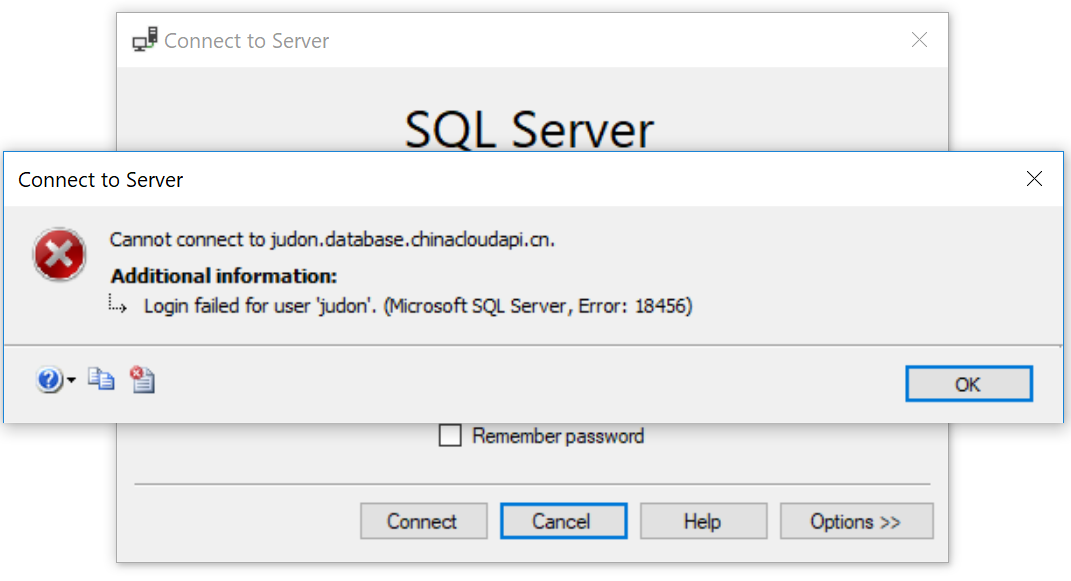 Connect to Server
SQL Server
Connect to Server
Cannot connect to judon.database.chinacloudapi.cn.
Additional information:
Login failed for user 'judon'. (Microsoft SQL Server, Error: 18456)
OK
Remember password
Connect
Cancel
Help
Options >>